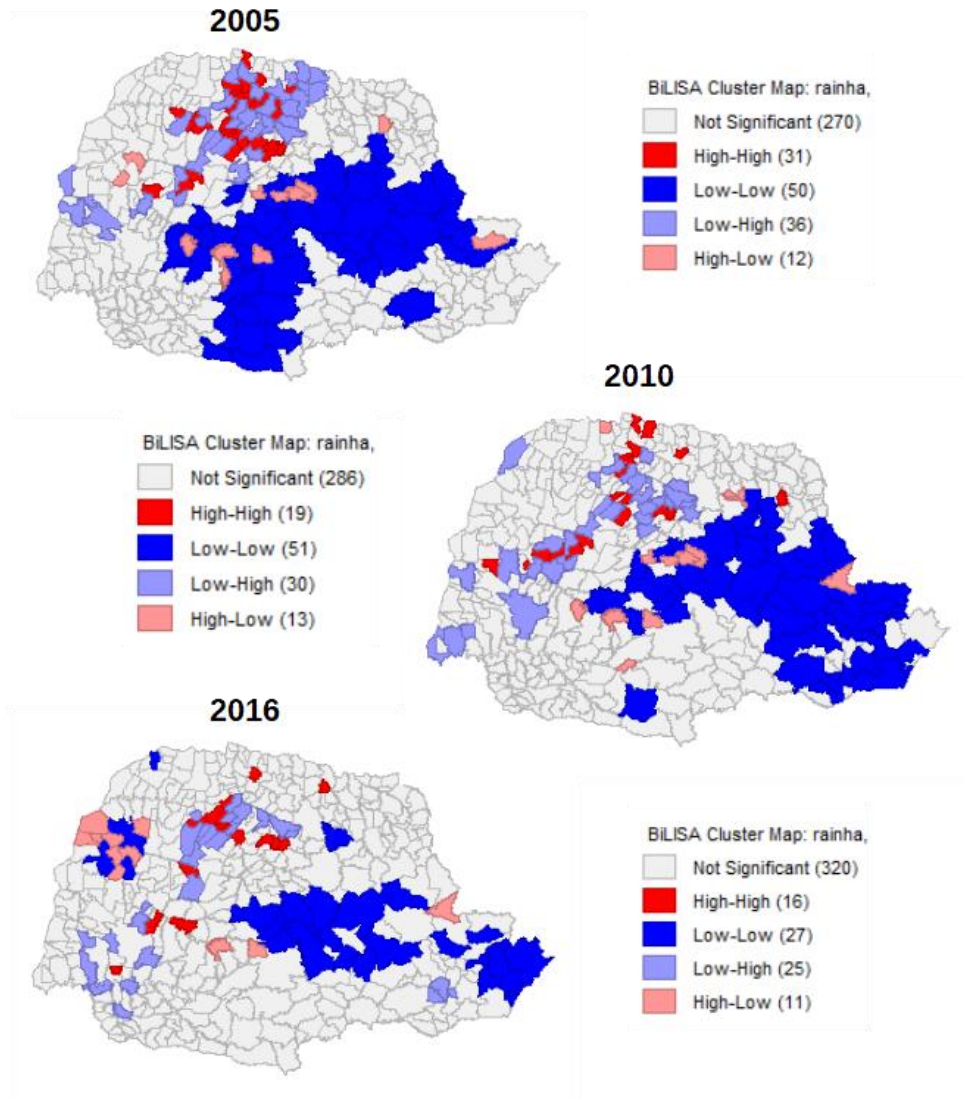 2005
BiLISA Cluster Map: rainha,
Not Significant (270)
High-High (31)
Low-Low (50)
Low-High (36)
High-Low (12)
2010
BiLISA Cluster Map: rainha,
Not Significant (286)
High-High (19)
Low-Low (51)
Low-High (30)
High-Low (13)
2016
BiLISA Cluster Map: rainha,
Not Significant (320)
High-High (16)
Low-Low (27)
Low-High (25)
High-Low (11)